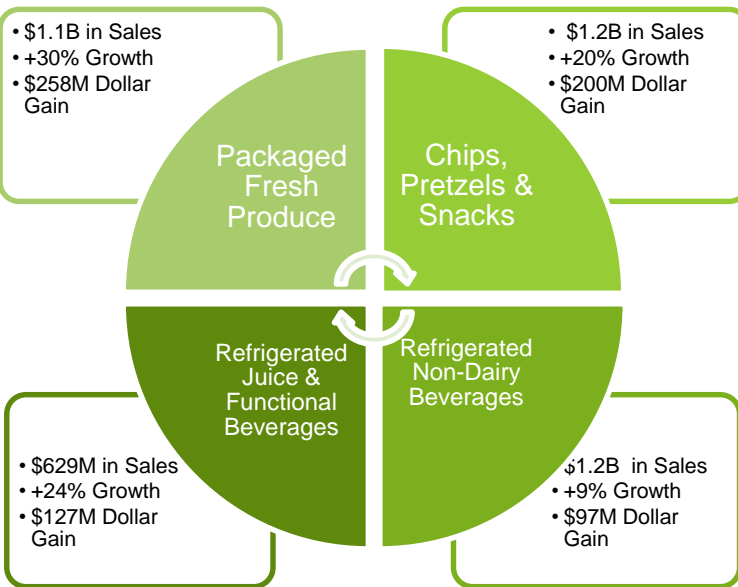 • $1.1B in Sales
• +30% Growth
• $258M Dollar
Gain
• $1.2B in Sales
• +20% Growth
• $200M Dollar
Gain
Packaged
Fresh
Produce
Chips,
Pretzels &
Snacks
Refrigerated
Juice &
Functional
Beverages
Refrigerated
Non-Dairy
Beverages
• $629M in Sales
• +24% Growth
• $127M Dollar
Gain
$1.2B in Sales
• +9% Growth
• $97M Dollar
Gain